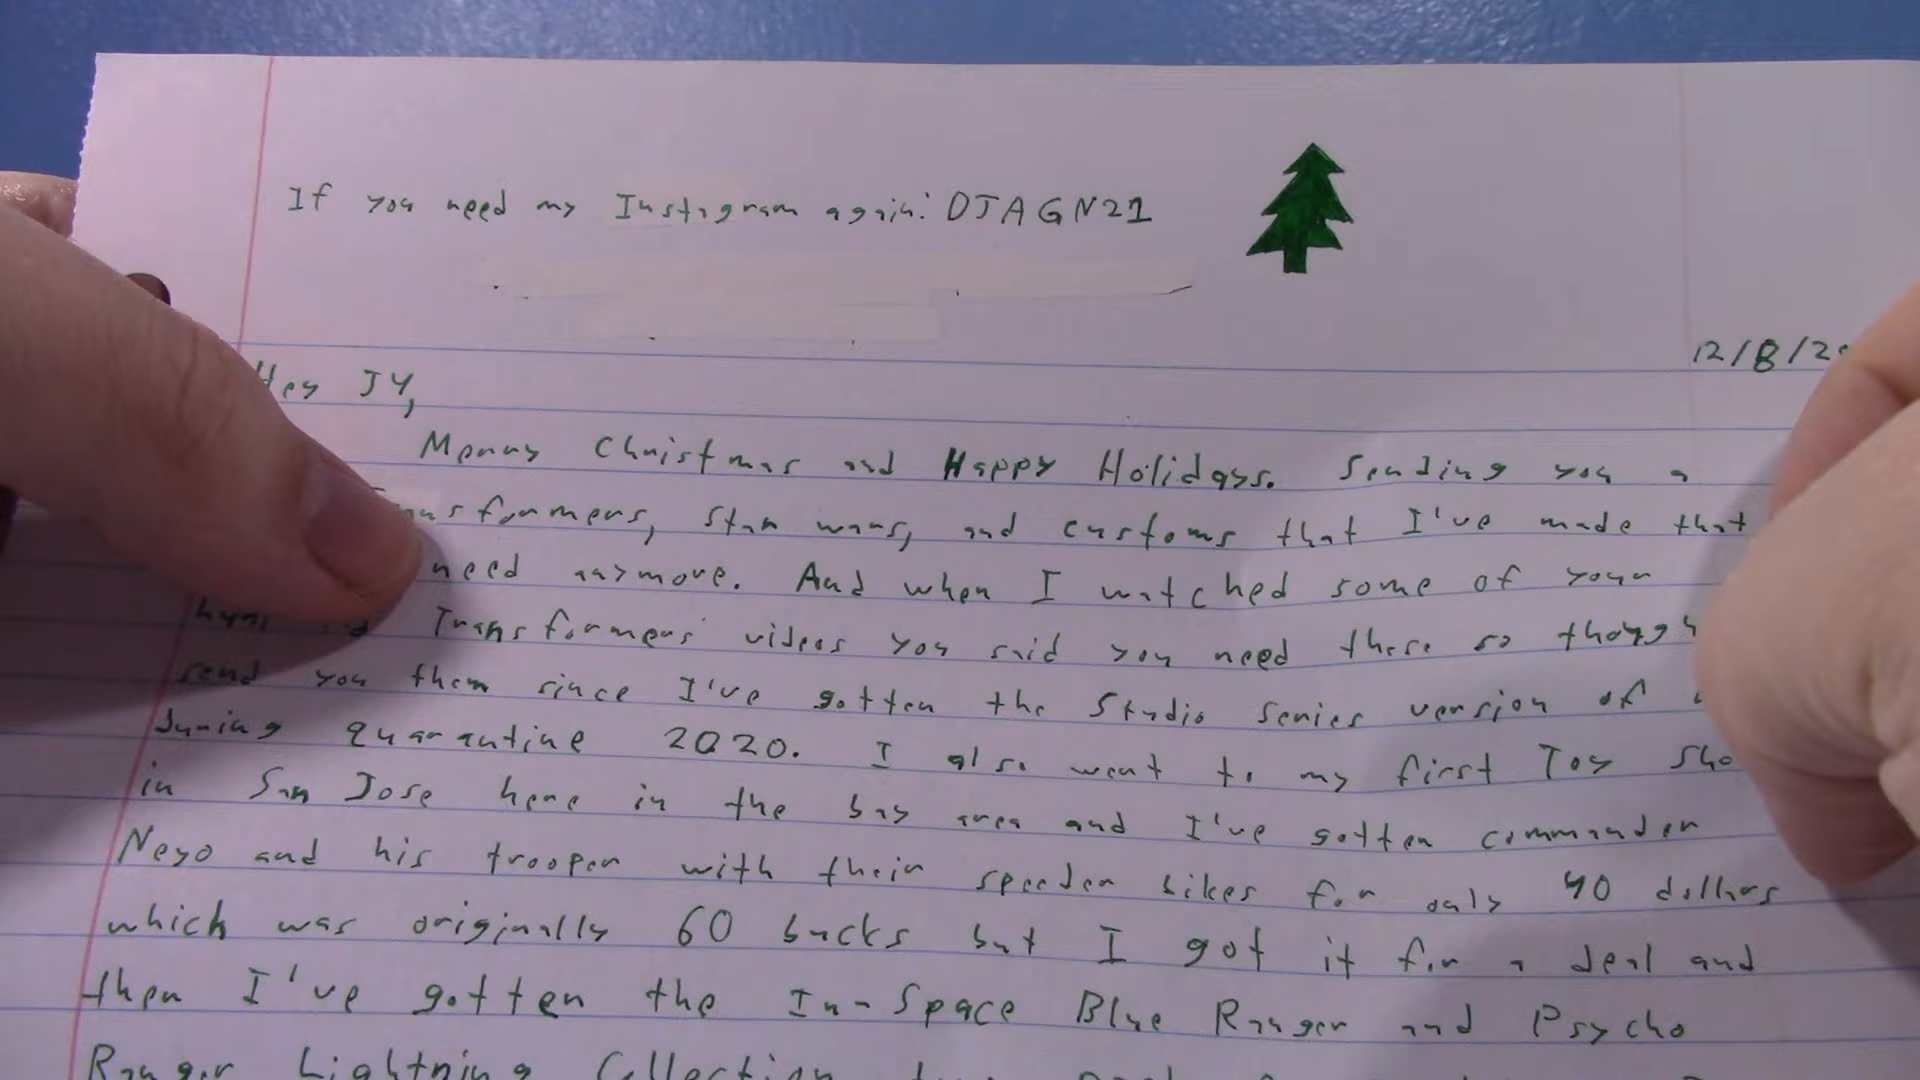 If you need my Instagram again: DJAGN21
12/8/20
Hey JY,
Merry Christmas and Happy Holidays. Sending you a
Transformers, Star wars, and customs that I've made that
need anymore. And when I watched some of your
Transformers videos you said you need these so though
send you them since I've gotten the Studio Series version of
During quarantine 2020. I also went to my first Toy Sho
in San Jose here in the bay area and I've gotten commander
Neyo and his trooper with their speeder bikes for only 40 dollars
which was originally 60 bucks but I got it for a deal and
then I've gotten the In-Space Blue Ranger and Psycho
Ranger Lightning Collection